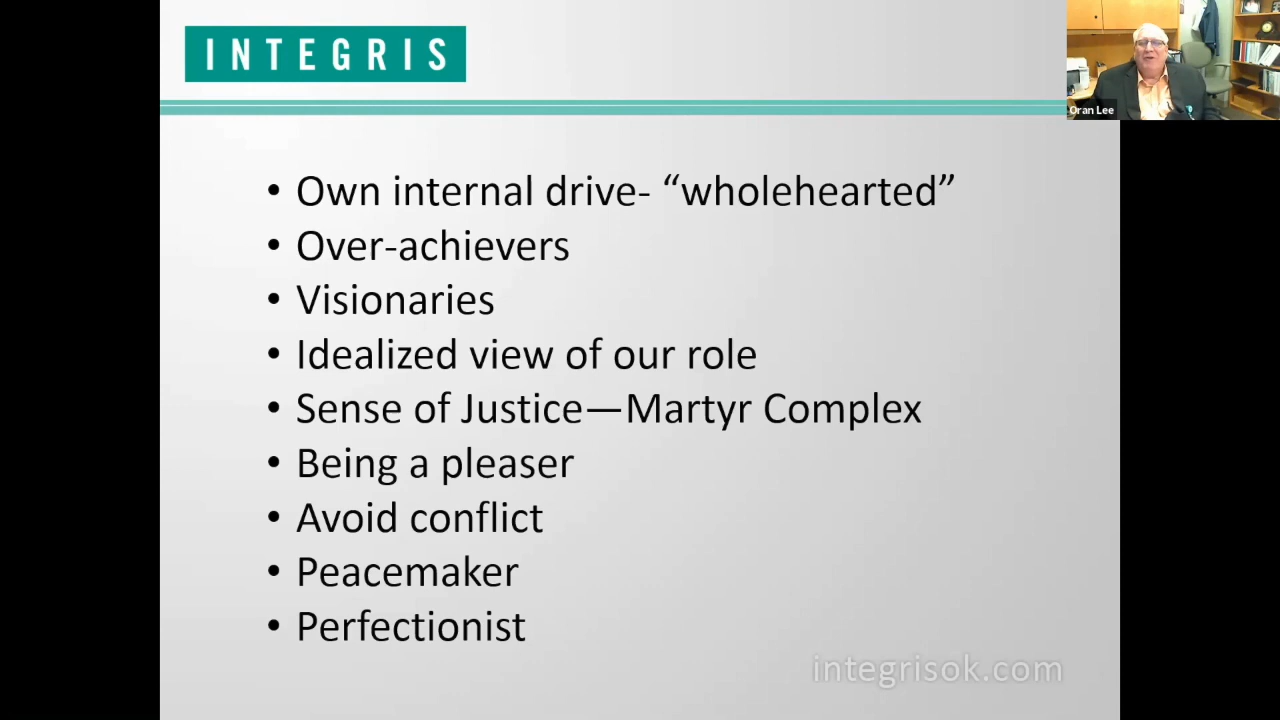 INTEGRIS
Oran Lee
• Own internal drive- “wholehearted”
• Over-achievers
• Visionaries
• Idealized view of our role
• Sense of Justice—Martyr Complex
• Being a pleaser
• Avoid conflict
• Peacemaker
• Perfectionist
integrisok.com